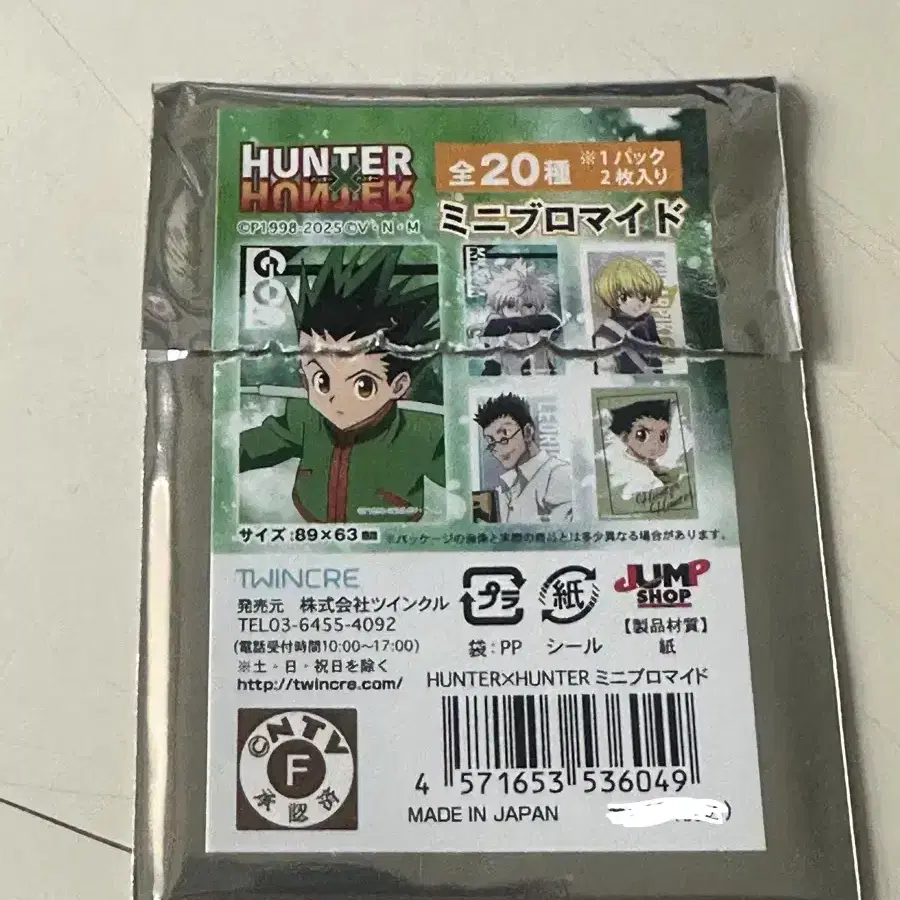 HUNTER
×
HUNTER
©P1998-2025©V・N・M
全20種
※1パック
2枚入り
ミニブロマイド
サイズ:89×63㎜
※パッケージの画像と実際の商品とは多少異なる場合があります。
TWINCRE
発売元 株式会社ツインクル
TEL03-6455-4092
(電話受付時間10:00~17:00)
※土・日・祝日を除く
http://twincre.com/
プラ
袋:PP
紙
シール
JUMP
SHOP
【製品材質】
紙
HUNTER×HUNTER ミニブロマイド
©NTV
F
承認済
4 571653 536049
MADE IN JAPAN